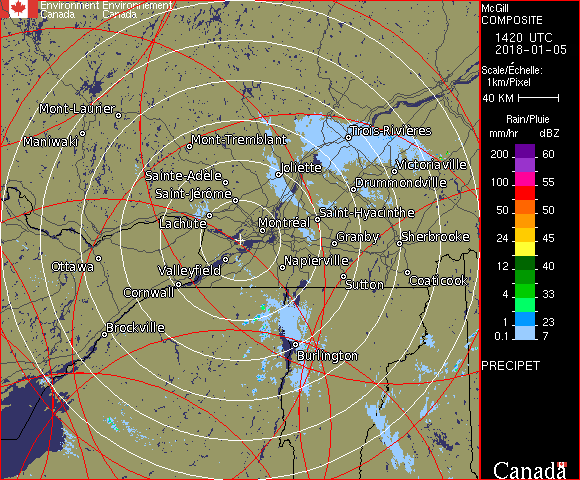 Environment Environnement
Canada Canada
McGill
COMPOSITE
1420 UTC
2018-01-05
Scale/Échelle:
1km/Pixel
40 KM
Rain/Pluie
mm/hr dBZ
200 60
100 55
50 50
24 45
12 40
4 33
1 23
0.1 7
PRECIPET
Canada
Mont-Laurier
Maniwaki
Mont-Tremblant
Trois-Rivières
Joliette
Victoriaville
Sainte-Adèle
Drummondville
Saint-Jérôme
Lachute
Saint-Hyacinthe
Montréal
Granby
Sherbrooke
Ottawa
Valleyfield
Napierville
Cornwall
Sutton
Coaticook
Brockville
Burlington